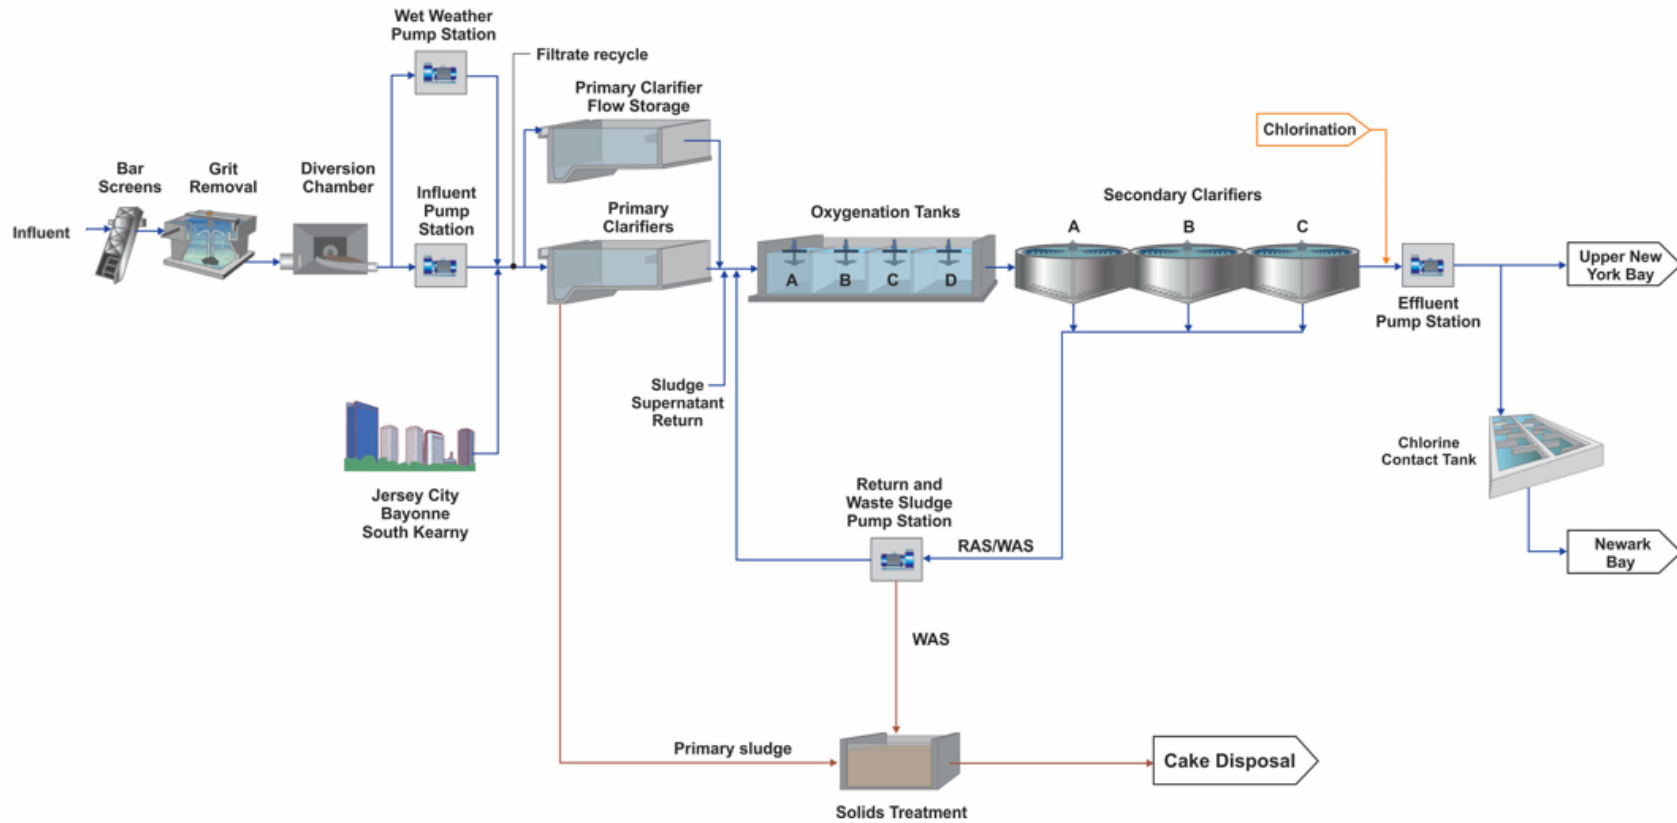 Wet Weather
Pump Station
Filtrate recycle
Primary Clarifier
Flow Storage
Chlorination
Bar
Screens
Grit
Removal
Diversion
Chamber
Influent
Pump
Station
Primary
Clarifiers
Oxygenation Tanks
Secondary Clarifiers
A
B
C
Influent
A
B
C
D
Upper New
York Bay
Effluent
Pump Station
Sludge
Supernatant
Return
Chlorine
Contact Tank
Jersey City
Bayonne
South Kearny
Return and
Waste Sludge
Pump Station
RAS/WAS
Newark
Bay
WAS
Primary sludge
Cake Disposal
Solids Treatment